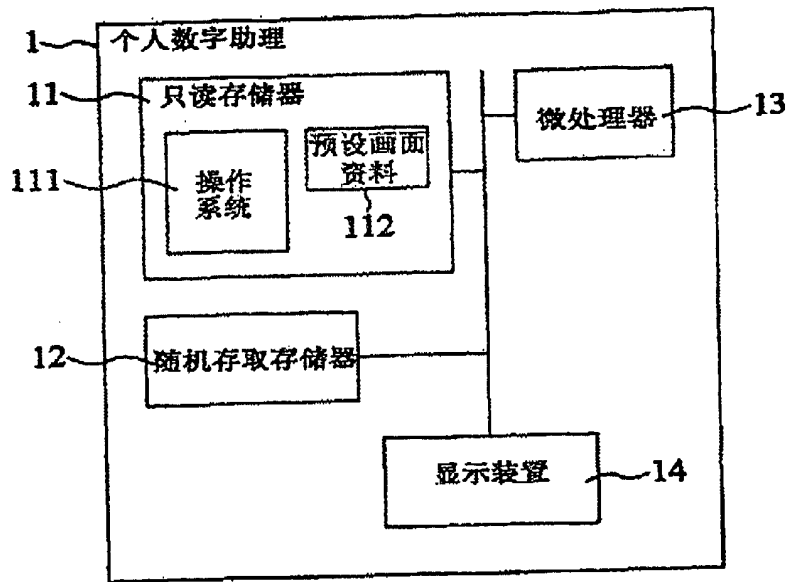 1
个人数字助理
11
只读存储器
微处理器
13
111
操作
系统
预设画面
资料
112
12
随机存取存储器
显示装置
14